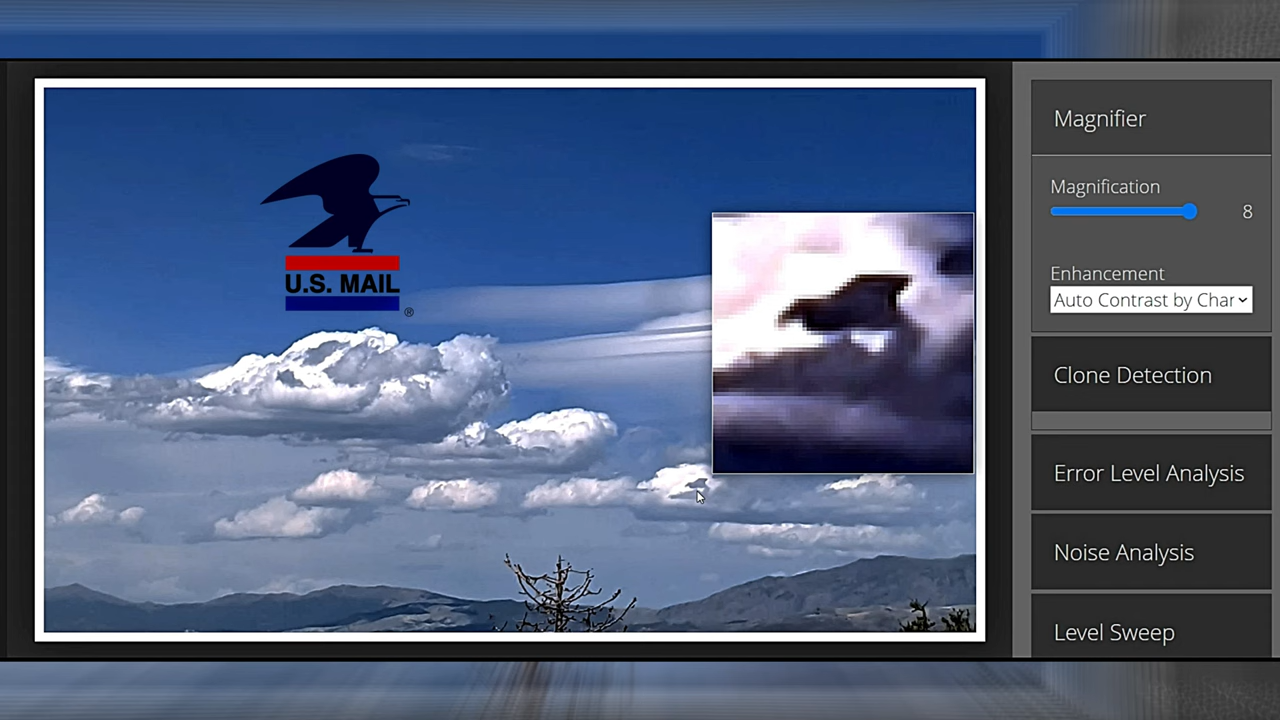 U.S. MAIL
®
Magnifier
Magnification
8
Enhancement
Auto Contrast by Char
Clone Detection
Error Level Analysis
Noise Analysis
Level Sweep